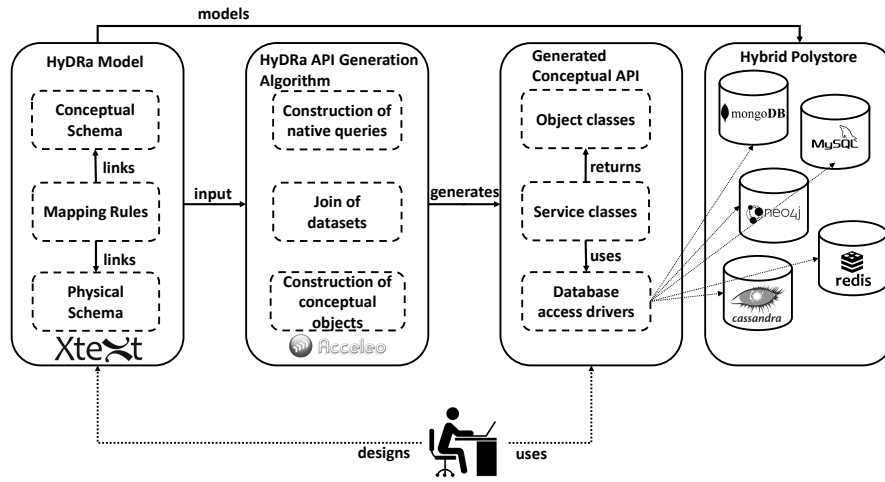 models
HyDRa Model
Conceptual
Schema
links
Mapping Rules
links
Physical
Schema
Xtext
input
HyDRa API Generation
Algorithm
Construction of
native queries
Join of
datasets
Construction of
conceptual
objects
Acceleo
generates
Generated
Conceptual API
Object classes
returns
Service classes
uses
Database
access drivers
Hybrid Polystore
mongoDB
MySQL
neo4j
redis
cassandra
designs
uses